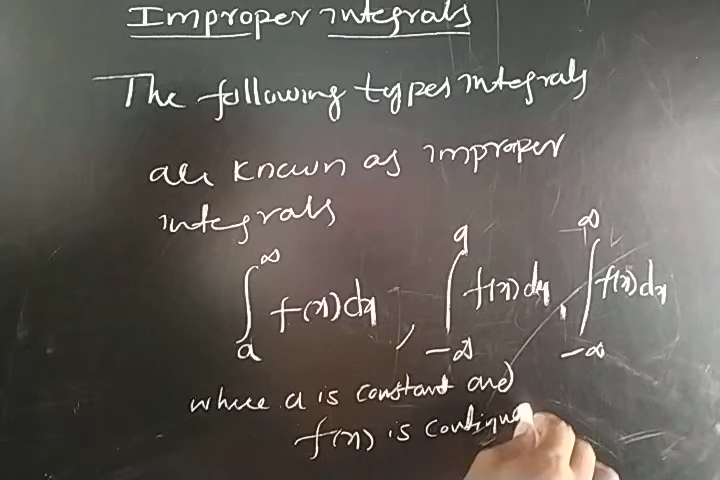 Improper integrals
The following types integrals
are known as improper
integrals
∫_a^∞ f(x)dx, ∫_{-∞}^a f(x)dx, ∫_{-∞}^{+∞} f(x)dx
where a is constant and
f(x) is